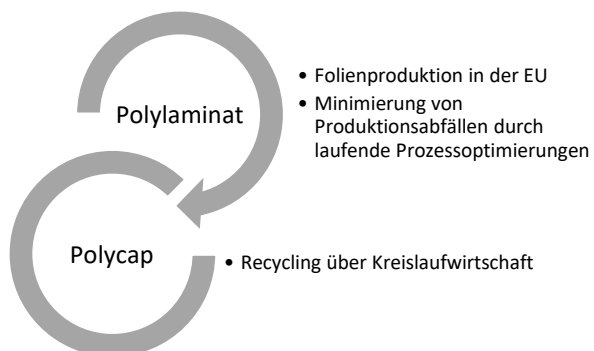 Polylaminat
• Folienproduktion in der EU
• Minimierung von
Produktionsabfällen durch
laufende Prozessoptimierungen
Polycap
• Recycling über Kreislaufwirtschaft